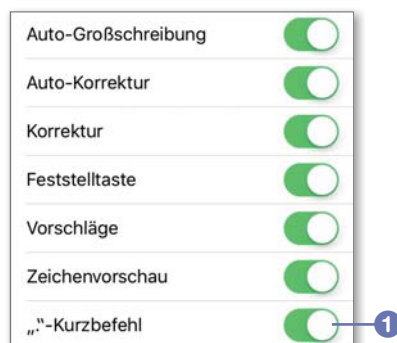 Auto-Großschreibung
Auto-Korrektur
Korrektur
Feststelltaste
Vorschläge
Zeichenvorschau
„.“-Kurzbefehl
1